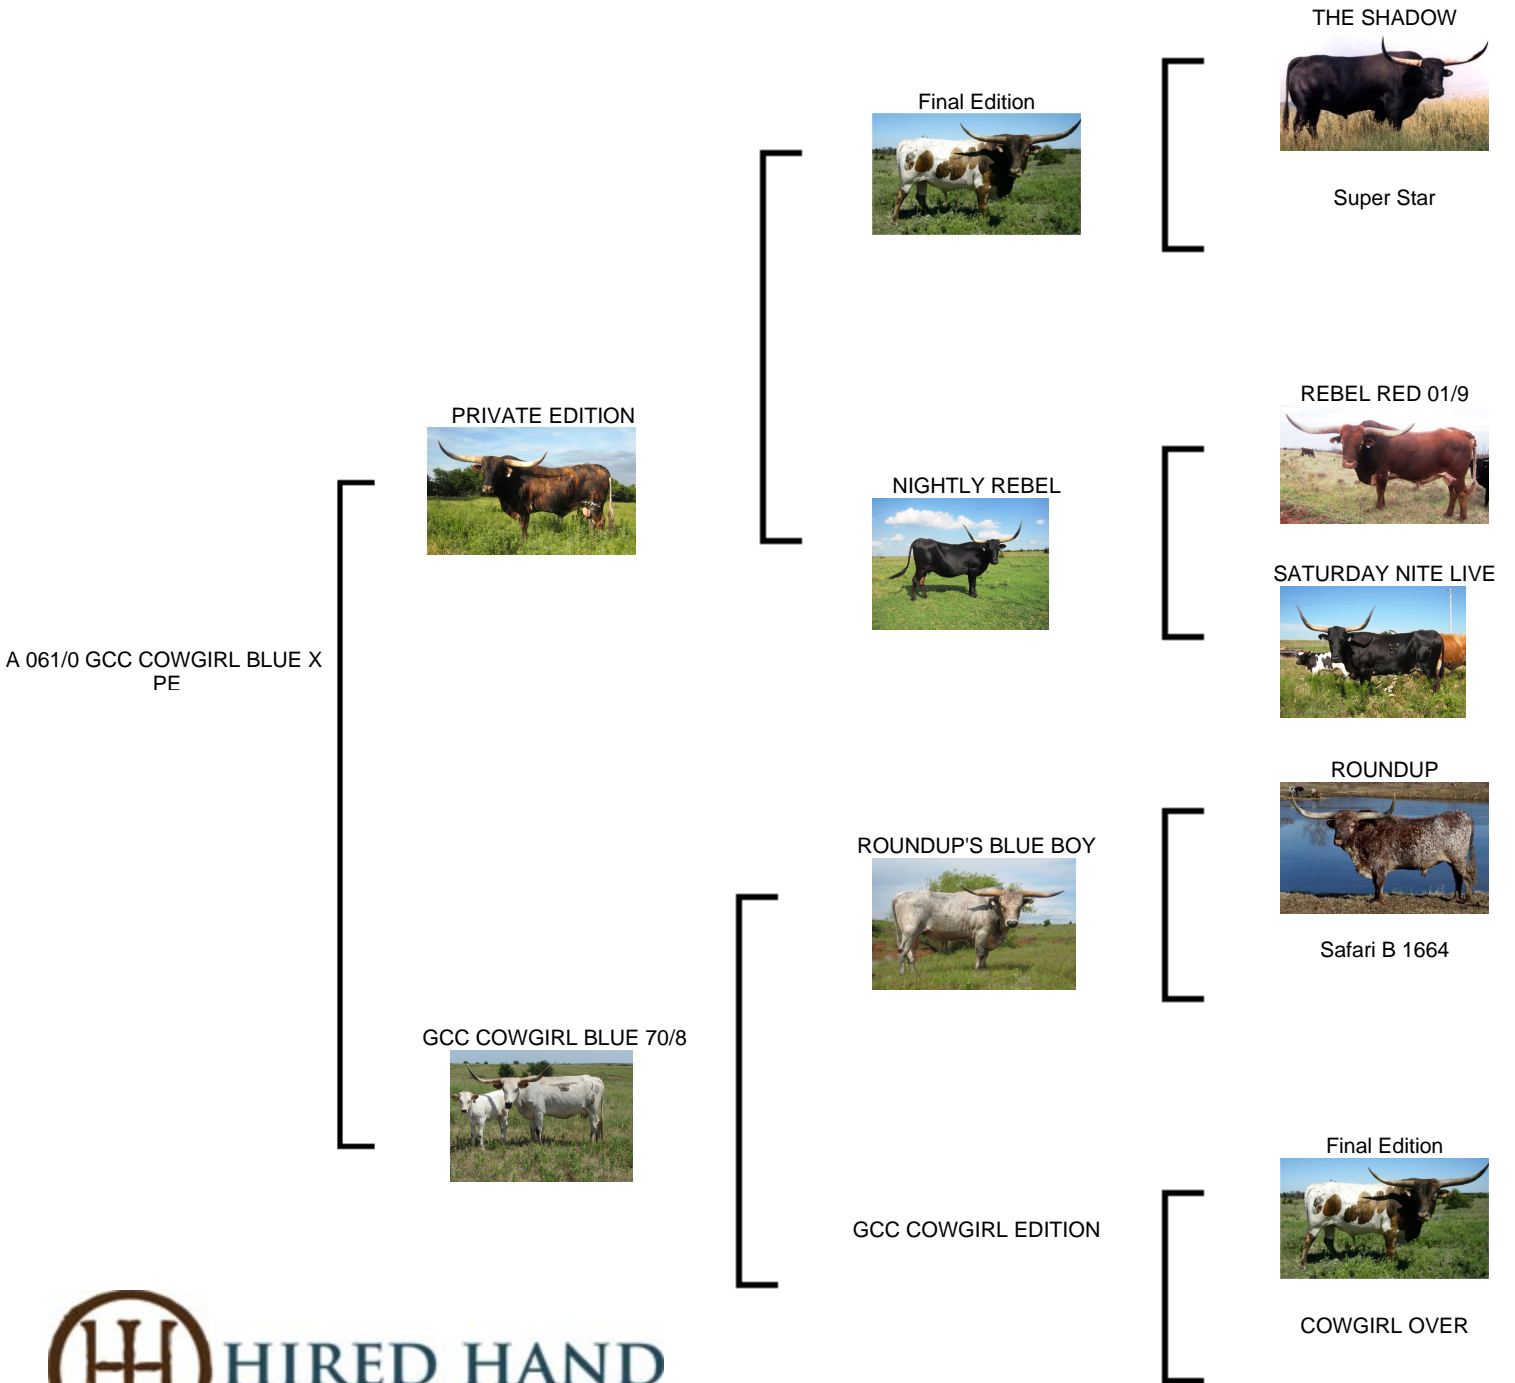 THE SHADOW
Final Edition
Super Star
REBEL RED 01/9
PRIVATE EDITION
NIGHTLY REBEL
SATURDAY NITE LIVE
A 061/0 GCC COWGIRL BLUE X
PE
ROUNDUP
ROUNDUP'S BLUE BOY
Safari B 1664
GCC COWGIRL BLUE 70/8
Final Edition
GCC COWGIRL EDITION
COWGIRL OVER
HIRED HAND